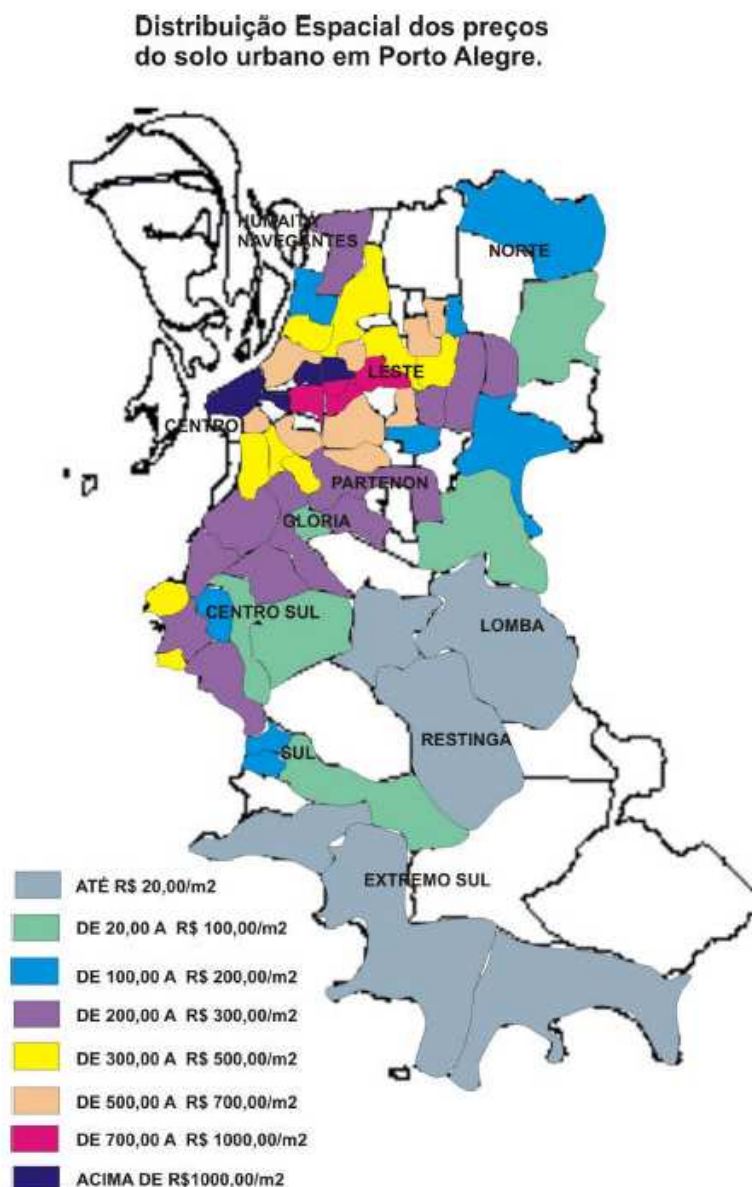 Distribuição Espacial dos preços
do solo urbano em Porto Alegre.
HUMAITÁ
NAVEGANTES
NORTE
LESTE
CENTRO
PARTENON
GLÓRIA
CENTRO SUL
LOMBA
RESTINGA
SUL
EXTREMO SUL
ATÉ R$ 20,00/m2
DE 20,00 A R$ 100,00/m2
DE 100,00 A R$ 200,00/m2
DE 200,00 A R$ 300,00/m2
DE 300,00 A R$ 500,00/m2
DE 500,00 A R$ 700,00/m2
DE 700,00 A R$ 1000,00/m2
ACIMA DE R$1000,00/m2